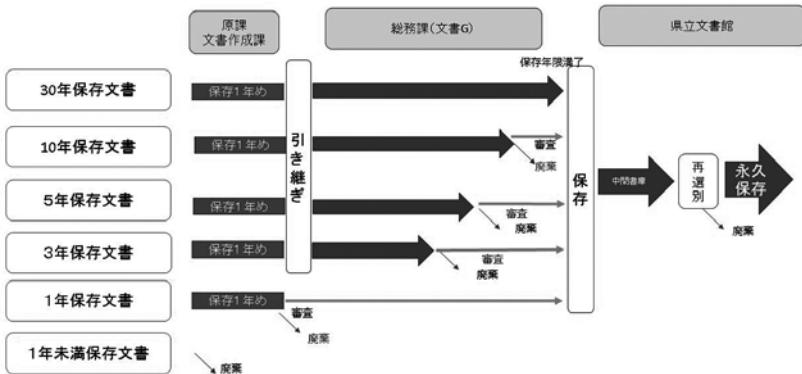 原課
文書作成課
総務課(文書G)
県立文書館
保存年限満了
30年保存文書
保存1年め
10年保存文書
保存1年め
審査
廃棄
5年保存文書
保存1年め
審査
廃棄
3年保存文書
保存1年め
審査
廃棄
1年保存文書
保存1年め
審査
廃棄
1年未満保存文書
廃棄
引き継ぎ
保存
中間書庫
再選別
廃棄
永久
保存